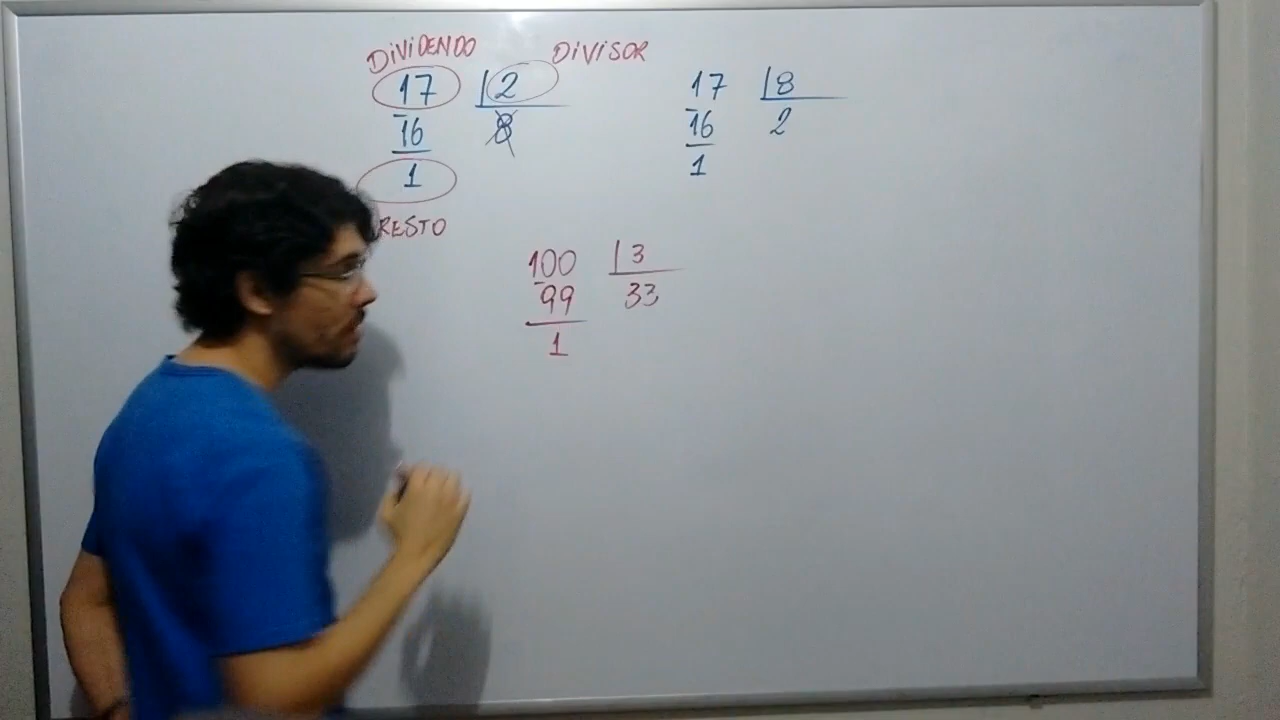 DIVIDENDO DIVISOR
17 2 17 8
-16 8 -16 2
1 1
RESTO
100 3
-99 33
1